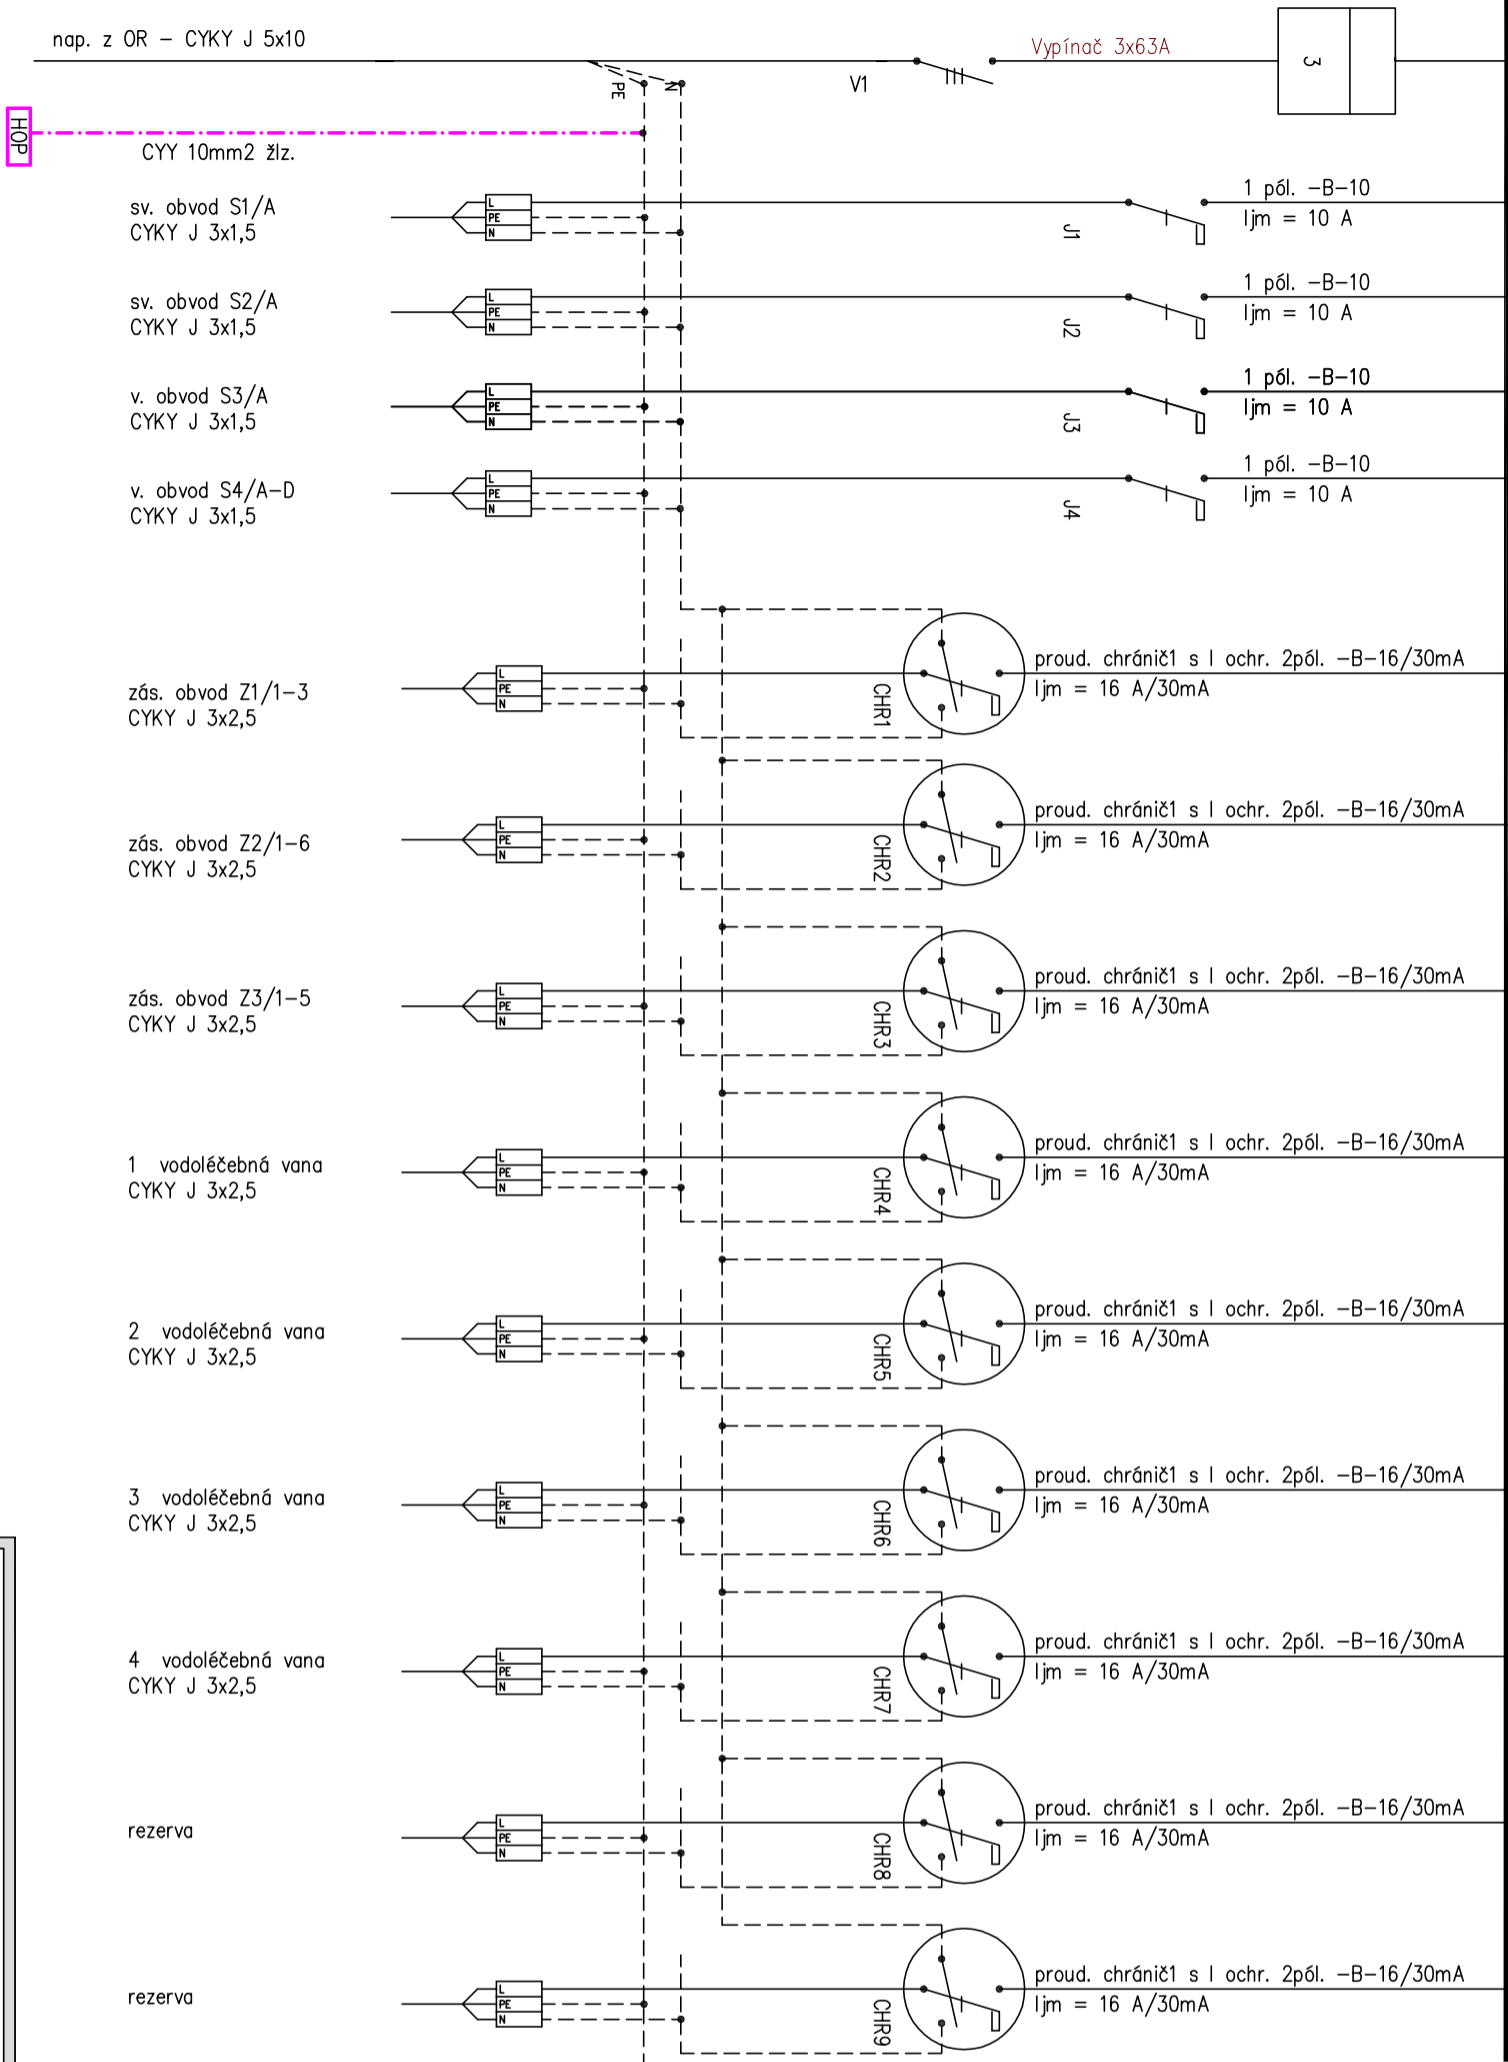 nap. z OR – CYKY J 5x10
Vypínač 3x63A
3
V1
PE
N
HOP
CYY 10mm2 žlz.
sv. obvod S1/A
CYKY J 3x1,5
L
PE
N
J1
1 pól. –B–10
Ijm = 10 A
sv. obvod S2/A
CYKY J 3x1,5
L
PE
N
J2
1 pól. –B–10
Ijm = 10 A
v. obvod S3/A
CYKY J 3x1,5
L
PE
N
J3
1 pól. –B–10
Ijm = 10 A
v. obvod S4/A–D
CYKY J 3x1,5
L
PE
N
J4
1 pól. –B–10
Ijm = 10 A
zás. obvod Z1/1–3
CYKY J 3x2,5
L
PE
N
CHR1
proud. chránič1 s I ochr. 2pól. –B–16/30mA
Ijm = 16 A/30mA
zás. obvod Z2/1–6
CYKY J 3x2,5
L
PE
N
CHR2
proud. chránič1 s I ochr. 2pól. –B–16/30mA
Ijm = 16 A/30mA
zás. obvod Z3/1–5
CYKY J 3x2,5
L
PE
N
CHR3
proud. chránič1 s I ochr. 2pól. –B–16/30mA
Ijm = 16 A/30mA
1 vodoléčebná vana
CYKY J 3x2,5
L
PE
N
CHR4
proud. chránič1 s I ochr. 2pól. –B–16/30mA
Ijm = 16 A/30mA
2 vodoléčebná vana
CYKY J 3x2,5
L
PE
N
CHR5
proud. chránič1 s I ochr. 2pól. –B–16/30mA
Ijm = 16 A/30mA
3 vodoléčebná vana
CYKY J 3x2,5
L
PE
N
CHR6
proud. chránič1 s I ochr. 2pól. –B–16/30mA
Ijm = 16 A/30mA
4 vodoléčebná vana
CYKY J 3x2,5
L
PE
N
CHR7
proud. chránič1 s I ochr. 2pól. –B–16/30mA
Ijm = 16 A/30mA
rezerva
L
PE
N
CHR8
proud. chránič1 s I ochr. 2pól. –B–16/30mA
Ijm = 16 A/30mA
rezerva
L
PE
N
CHR9
proud. chránič1 s I ochr. 2pól. –B–16/30mA
Ijm = 16 A/30mA